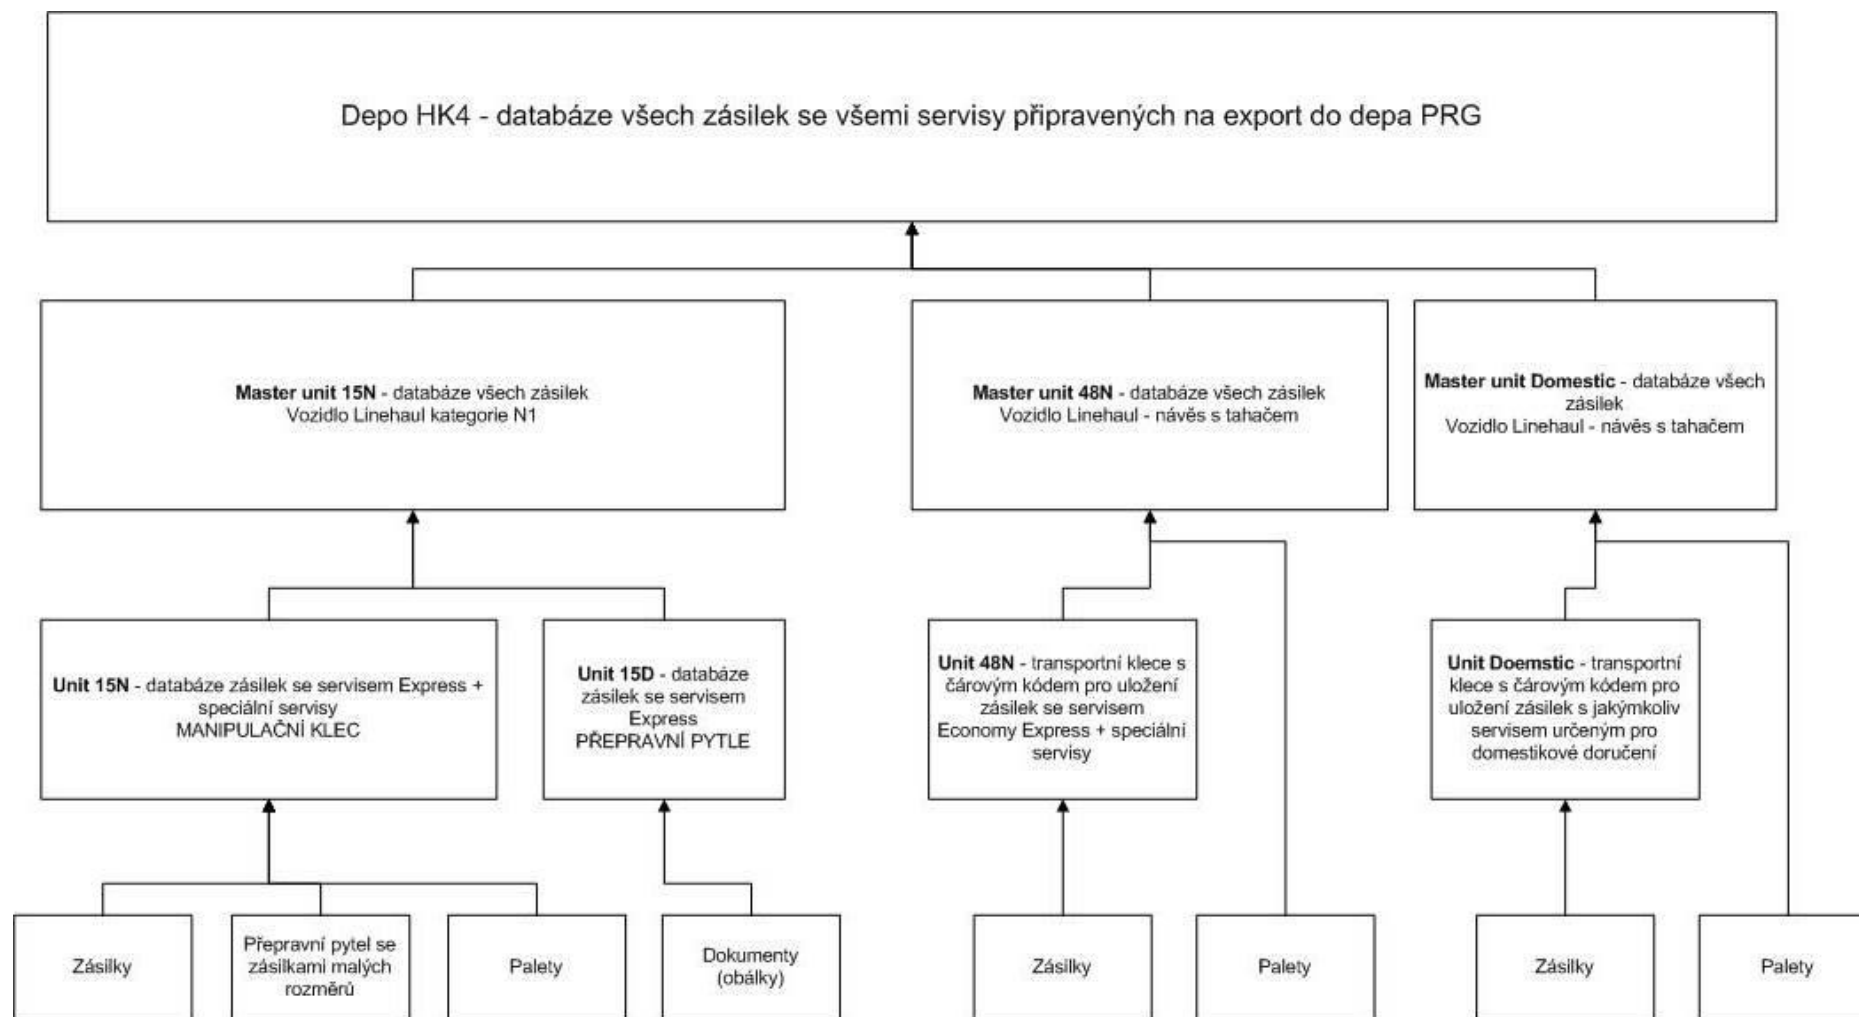 Depo HK4 - databáze všech zásilek se všemi servisy připravených na export do depa PRG
Master unit 15N - databáze všech zásilek
Vozidlo Linehaul kategorie N1
Master unit 48N - databáze všech zásilek
Vozidlo Linehaul - návěs s tahačem
Master unit Domestic - databáze všech
zásilek
Vozidlo Linehaul - návěs s tahačem
Unit 15N - databáze zásilek se servisem Express +
speciální servisy
MANIPULAČNÍ KLEC
Unit 15D - databáze
zásilek se servisem
Express
PŘEPRAVNÍ PYTLE
Unit 48N - transportní klece s
čárovým kódem pro uložení
zásilek se servisem
Economy Express + speciální
servisy
Unit Doemstic - transportní
klece s čárovým kódem pro
uložení zásilek s jakýmkoliv
servisem určeným pro
domestikové doručení
Zásilky
Přepravní pytel se
zásilkami malých
rozměrů
Palety
Dokumenty
(obálky)
Zásilky
Palety
Zásilky
Palety